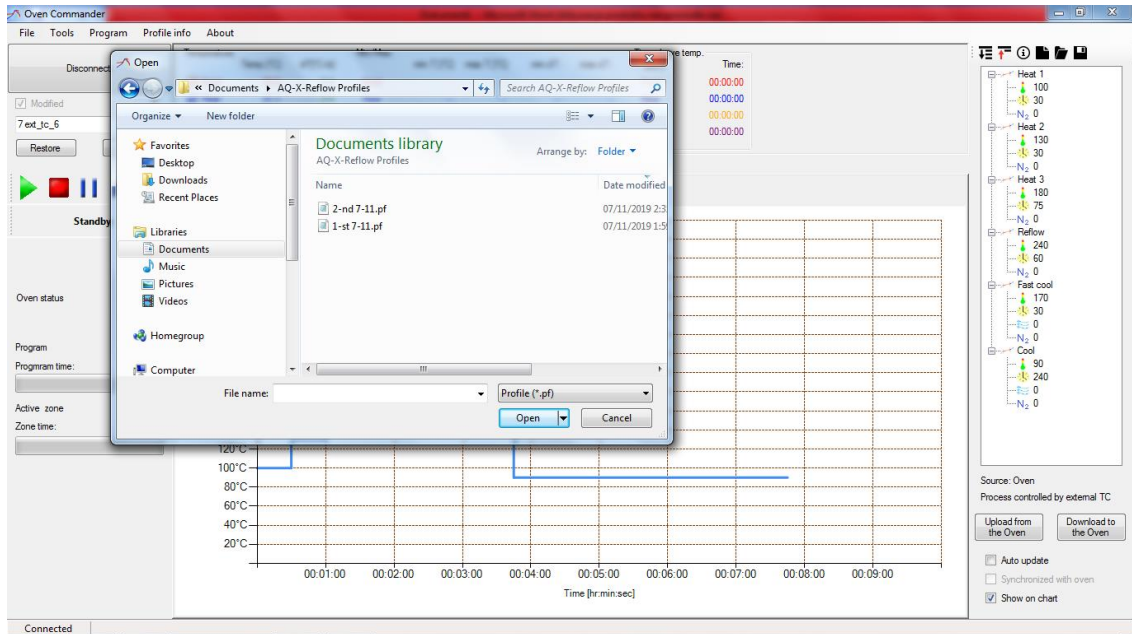 Oven Commander
File Tools Program Profile info About
Disconnect
Modified
7 ext_tc_6
Restore
Standby
Oven status
Program
Progmram time:
Active zone
Zone time:
Open
« Documents ▸ AQ-X-Reflow Profiles
Search AQ-X-Reflow Profiles
Organize New folder
Favorites
Desktop
Downloads
Recent Places
Libraries
Documents
Music
Pictures
Videos
Homegroup
Computer
Documents library
AQ-X-Reflow Profiles
Arrange by: Folder
Name Date modified
2-nd 7-11.pf 07/11/2019 2:3
1-st 7-11.pf 07/11/2019 1:5
File name:
Profile (*.pf)
Open Cancel
e temp.
Time:
00:00:00
00:00:00
00:00:00
00:00:00
120°C
100°C
80°C
60°C
40°C
20°C
00:01:00 00:02:00 00:03:00 00:04:00 00:05:00 00:06:00 00:07:00 00:08:00 00:09:00
Time [hr:min:sec]
Heat 1
100
30
N₂ 0
Heat 2
130
30
N₂ 0
Heat 3
180
75
N₂ 0
Reflow
240
60
N₂ 0
Fast cool
170
30
0
N₂ 0
Cool
90
240
0
N₂ 0
Source: Oven
Process controlled by external TC
Upload from the Oven
Download to the Oven
Auto update
Synchronized with oven
Show on chart
Connected